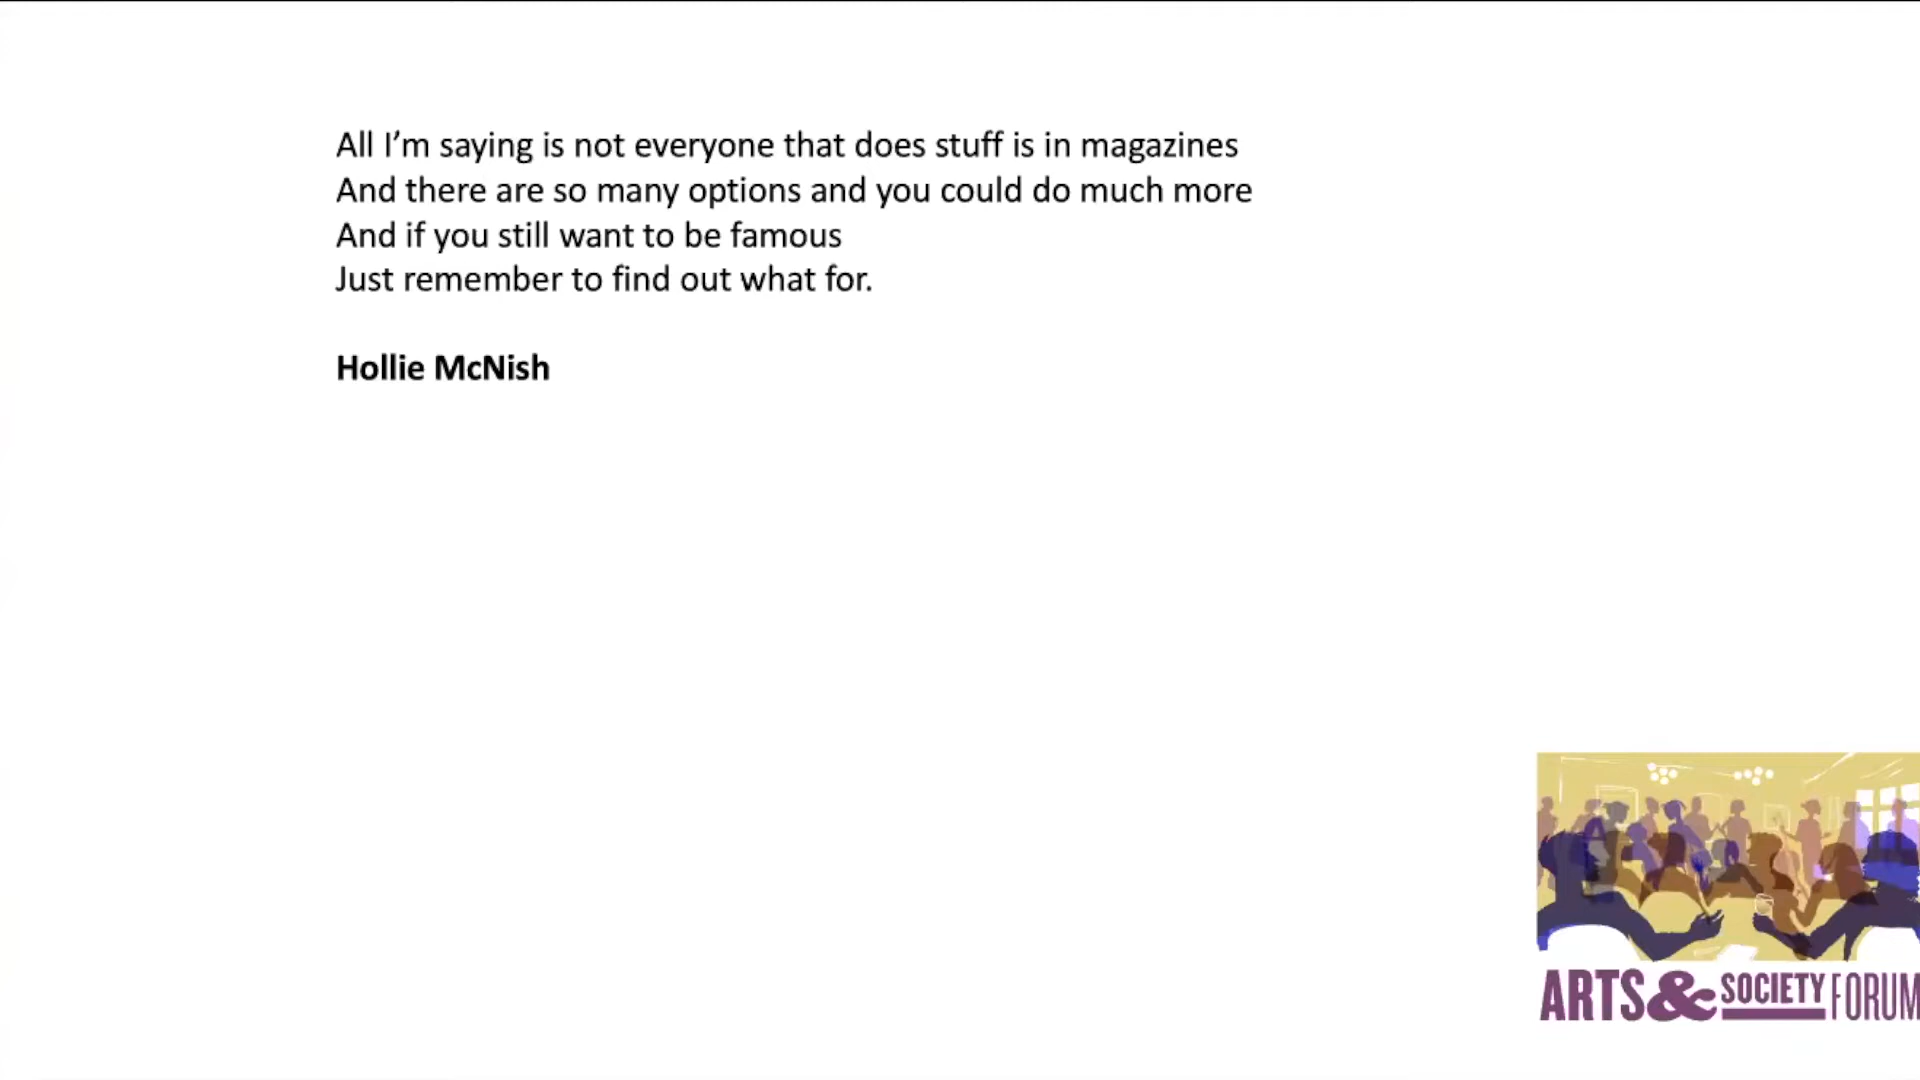 All I’m saying is not everyone that does stuff is in magazines
And there are so many options and you could do much more
And if you still want to be famous
Just remember to find out what for.
Hollie McNish
ARTS & SOCIETY FORUM